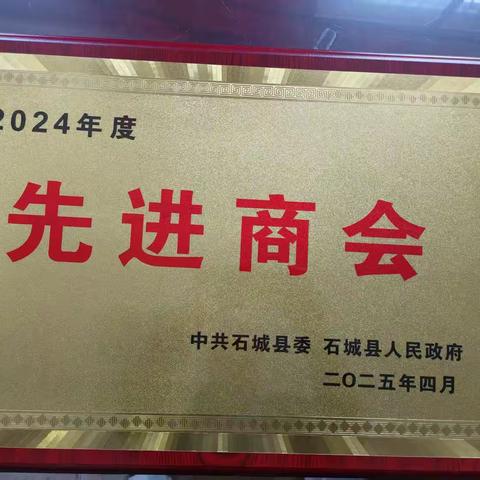 2024年度
先进商会
中共石城县委 石城县人民政府
二〇二五年四月